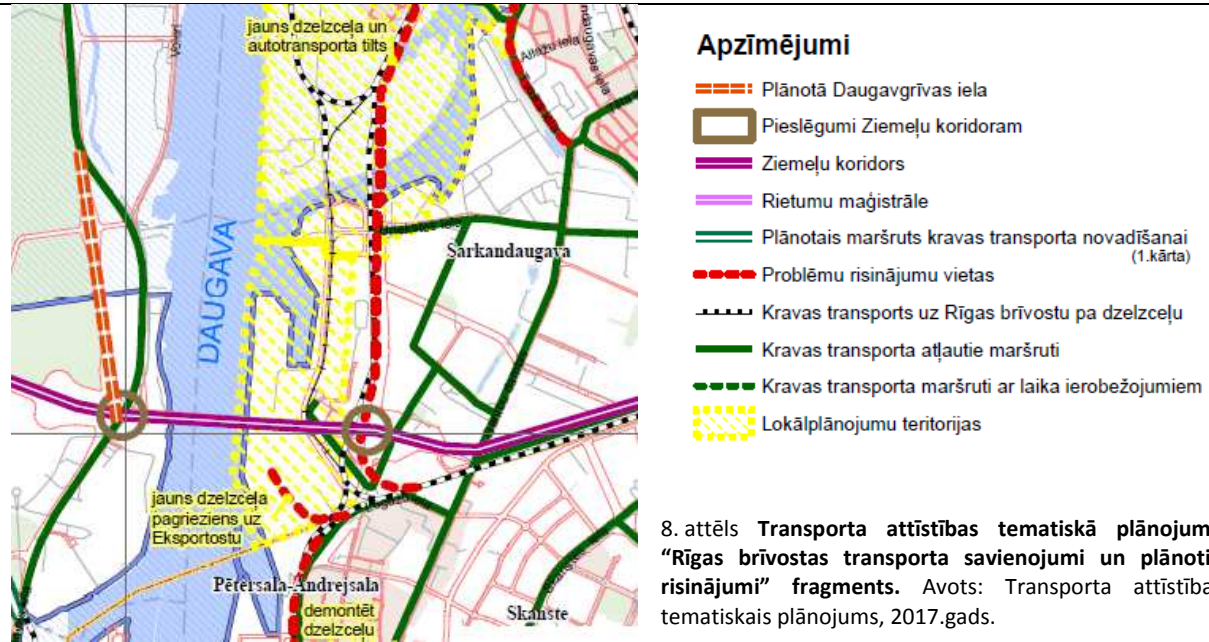 jauns dzelzceļa un
autotransporta tilts
Sarkandaugava
DAUGAVA
jauns dzelzceļa
pagrieziens uz
Eksportostu
Pētersala-Andrejsala
demontēt
dzelzceļu
Skanste
Apzīmējumi
Plānotā Daugavgrīvas iela
Pieslēgumi Ziemeļu koridoram
Ziemeļu koridors
Rietumu maģistrāle
Plānotais maršruts kravas transporta novadīšanai
(1.kārta)
Problēmu risinājumu vietas
Kravas transports uz Rīgas brīvostu pa dzelzceļu
Kravas transporta atļautie maršruti
Kravas transporta maršruti ar laika ierobežojumiem
Lokālplānojumu teritorijas
8. attēls Transporta attīstības tematiskā plānojum
“Rīgas brīvostas transporta savienojumi un plānoti
risinājumi” fragments. Avots: Transporta attīstība
tematiskais plānojums, 2017.gads.